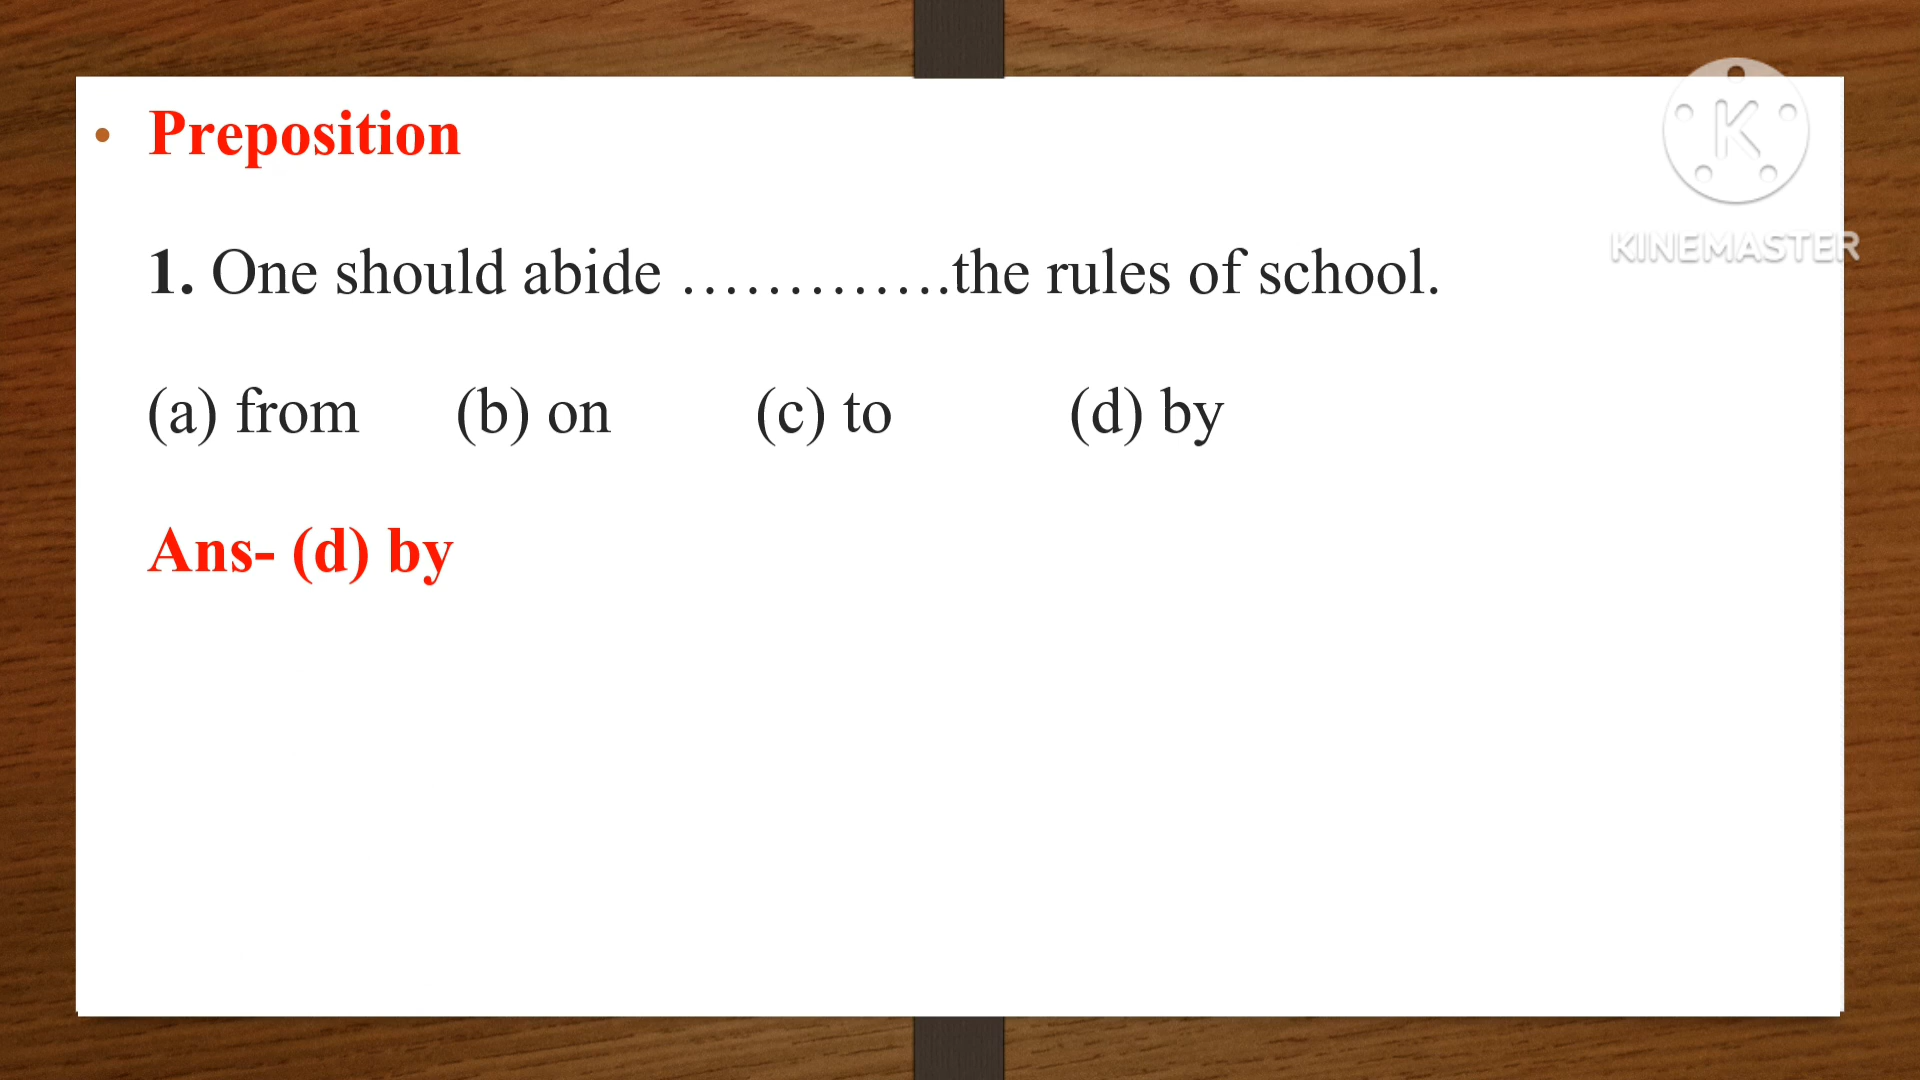 • Preposition
1. One should abide ………….the rules of school.
(a) from (b) on (c) to (d) by
Ans- (d) by
K
KINEMASTER